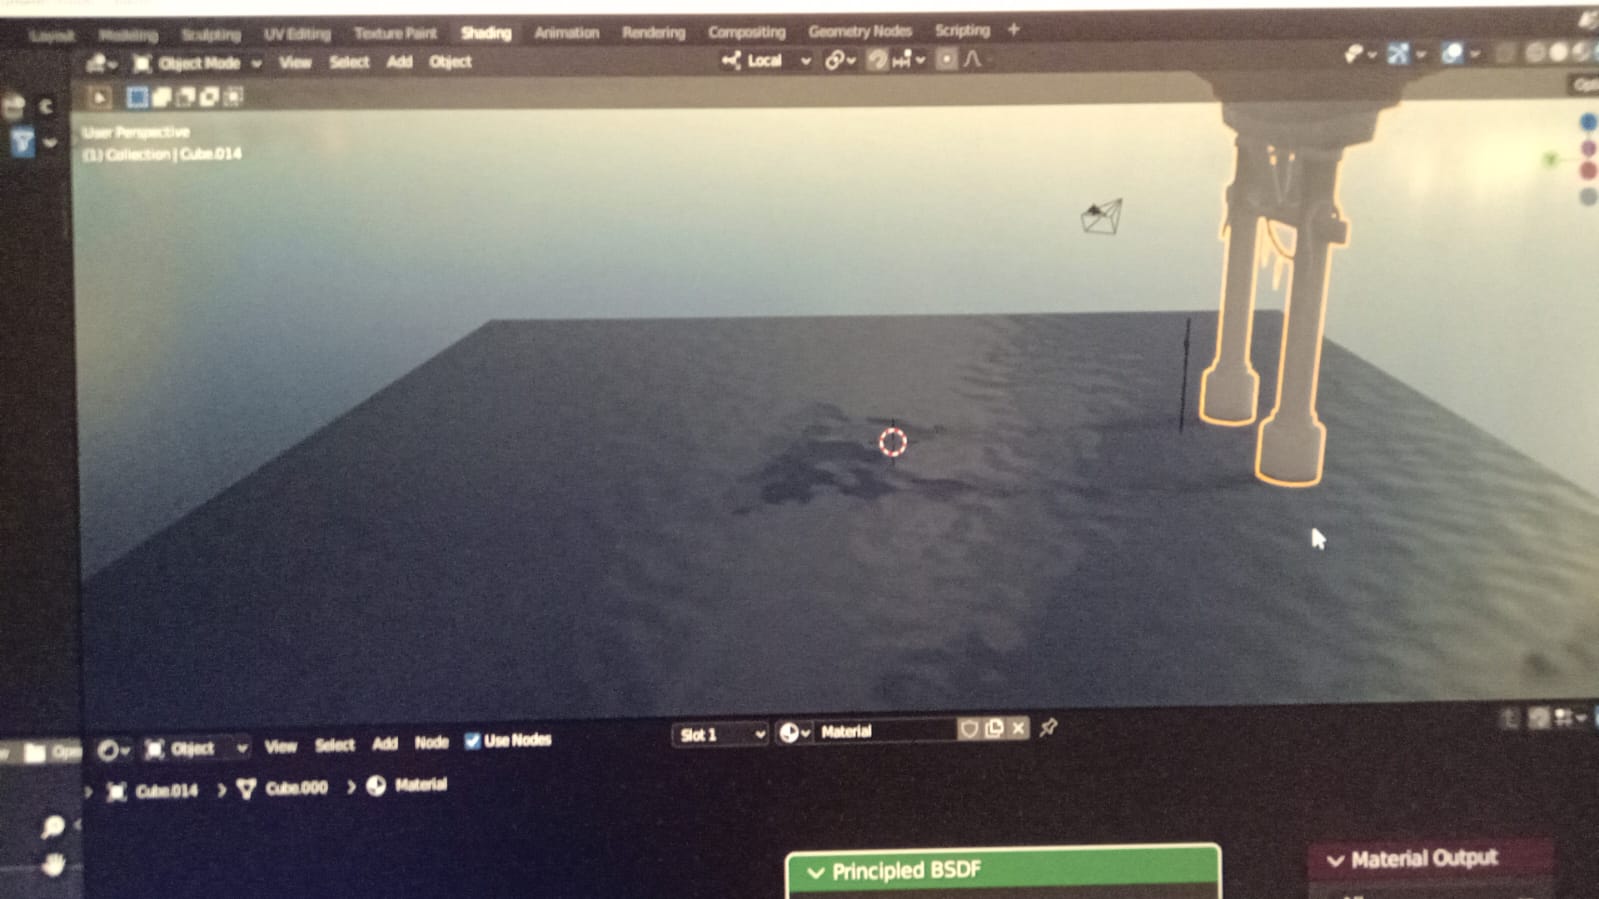 Layout Modeling Sculpting UV Editing Texture Paint Shading Animation Rendering Compositing Geometry Nodes Scripting +
Object Mode View Select Add Object Local
User Perspective
(1) Collection | Cube.014
Object View Select Add Node Use Nodes Slot 1 Material
Cube.014 > Cube.000 > Material
Principled BSDF
Material Output